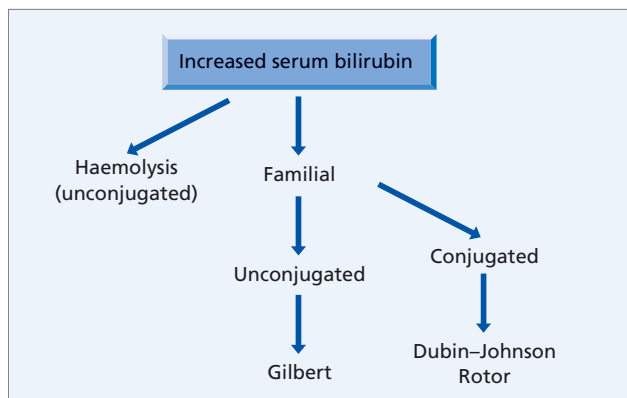 Increased serum bilirubin
Haemolysis
(unconjugated)
Familial
Unconjugated
Conjugated
Gilbert
Dubin–Johnson
Rotor